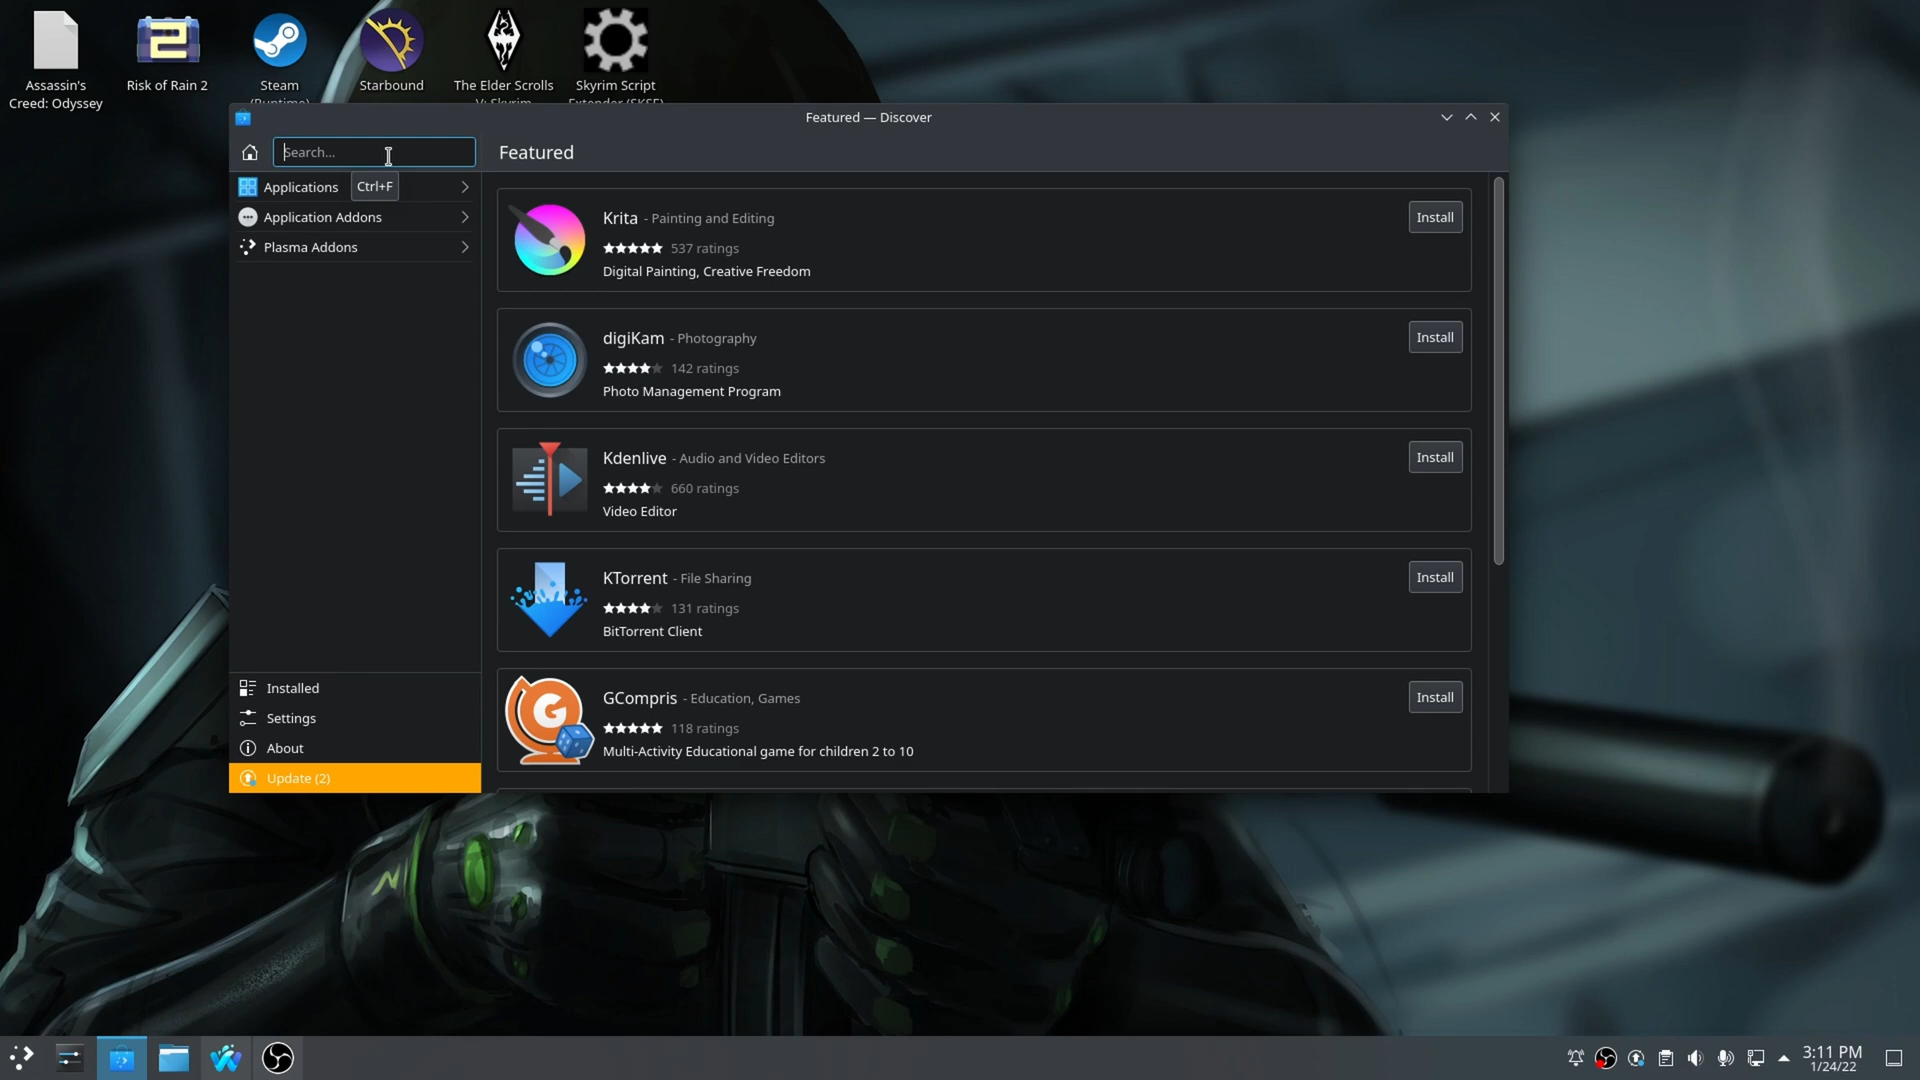 Assassin's
Creed: Odyssey
Risk of Rain 2
Steam
(Runtime)
Starbound
The Elder Scrolls
V: Skyrim
Skyrim Script
Extender (SKSE)
Featured — Discover
Search...
Featured
Applications
Ctrl+F
Application Addons
Plasma Addons
Krita - Painting and Editing
537 ratings
Digital Painting, Creative Freedom
Install
digiKam - Photography
142 ratings
Photo Management Program
Install
Kdenlive - Audio and Video Editors
660 ratings
Video Editor
Install
KTorrent - File Sharing
131 ratings
BitTorrent Client
Install
GCompris - Education, Games
118 ratings
Multi-Activity Educational game for children 2 to 10
Install
Installed
Settings
About
Update (2)
3:11 PM
1/24/22